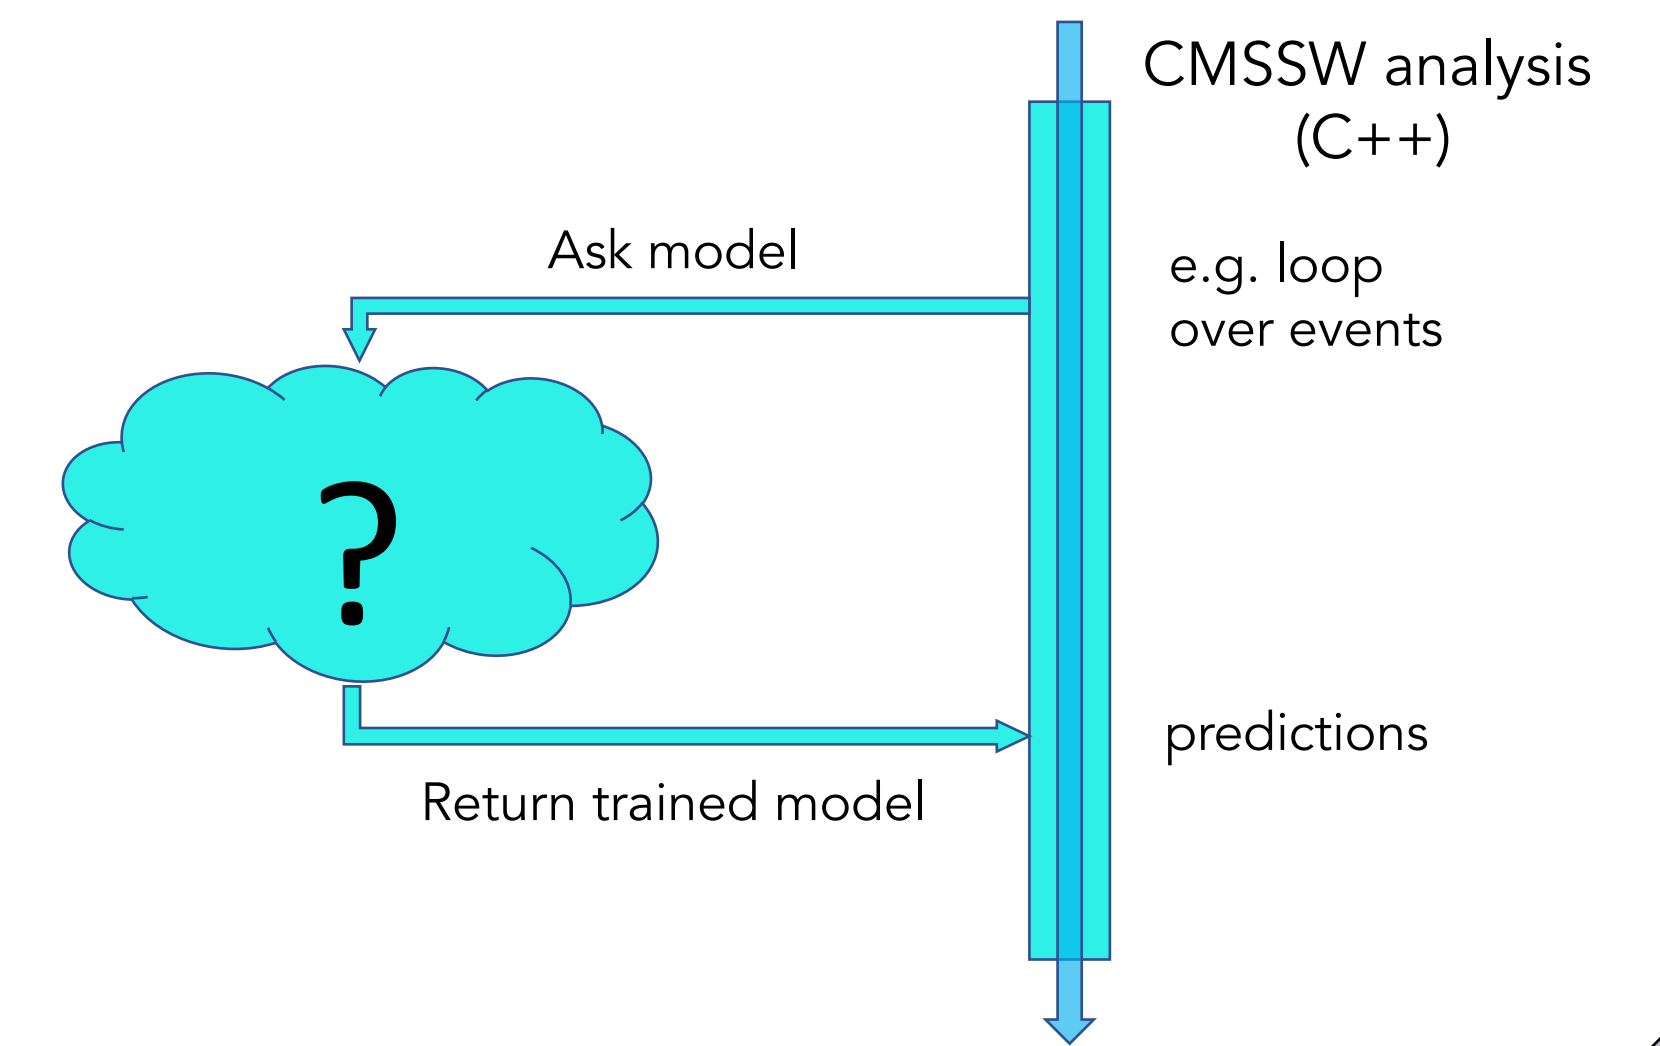 CMSSW analysis
(C++)
Ask model
e.g. loop
over events
?
predictions
Return trained model